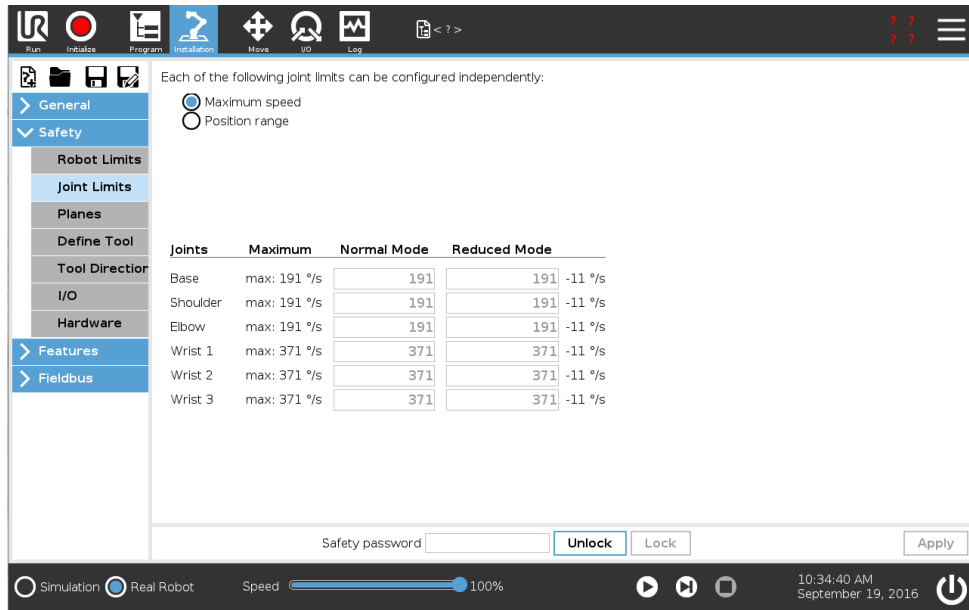 UR
Run
Initialize
Program
Installation
Move
I/O
Log
< ? >
? ?
? ?
Each of the following joint limits can be configured independently:
Maximum speed
Position range
General
Safety
Robot Limits
Joint Limits
Planes
Define Tool
Tool Direction
I/O
Hardware
Features
Fieldbus
Joints Maximum Normal Mode Reduced Mode
Base max: 191 °/s 191 191 -11 °/s
Shoulder max: 191 °/s 191 191 -11 °/s
Elbow max: 191 °/s 191 191 -11 °/s
Wrist 1 max: 371 °/s 371 371 -11 °/s
Wrist 2 max: 371 °/s 371 371 -11 °/s
Wrist 3 max: 371 °/s 371 371 -11 °/s
Safety password Unlock Lock Apply
Simulation Real Robot Speed 100%
10:34:40 AM
September 19, 2016